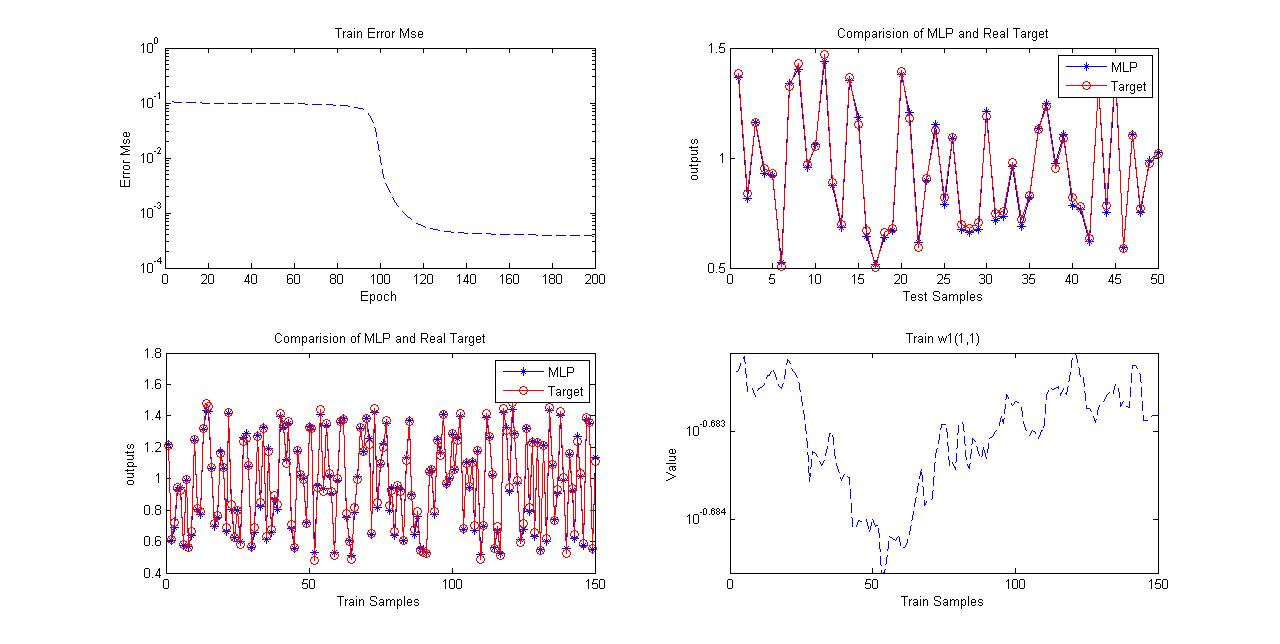 Train Error Mse
10^0
10^-1
10^-2
10^-3
10^-4
Error Mse
0 20 40 60 80 100 120 140 160 180 200
Epoch
Comparision of MLP and Real Target
1.5
1
0.5
outputs
MLP
Target
0 5 10 15 20 25 30 35 40 45 50
Test Samples
Comparision of MLP and Real Target
1.8
1.6
1.4
1.2
1
0.8
0.6
0.4
outputs
MLP
Target
0 50 100 150
Train Samples
Train w1(1,1)
10^-0.683
10^-0.684
Value
0 50 100 150
Train Samples